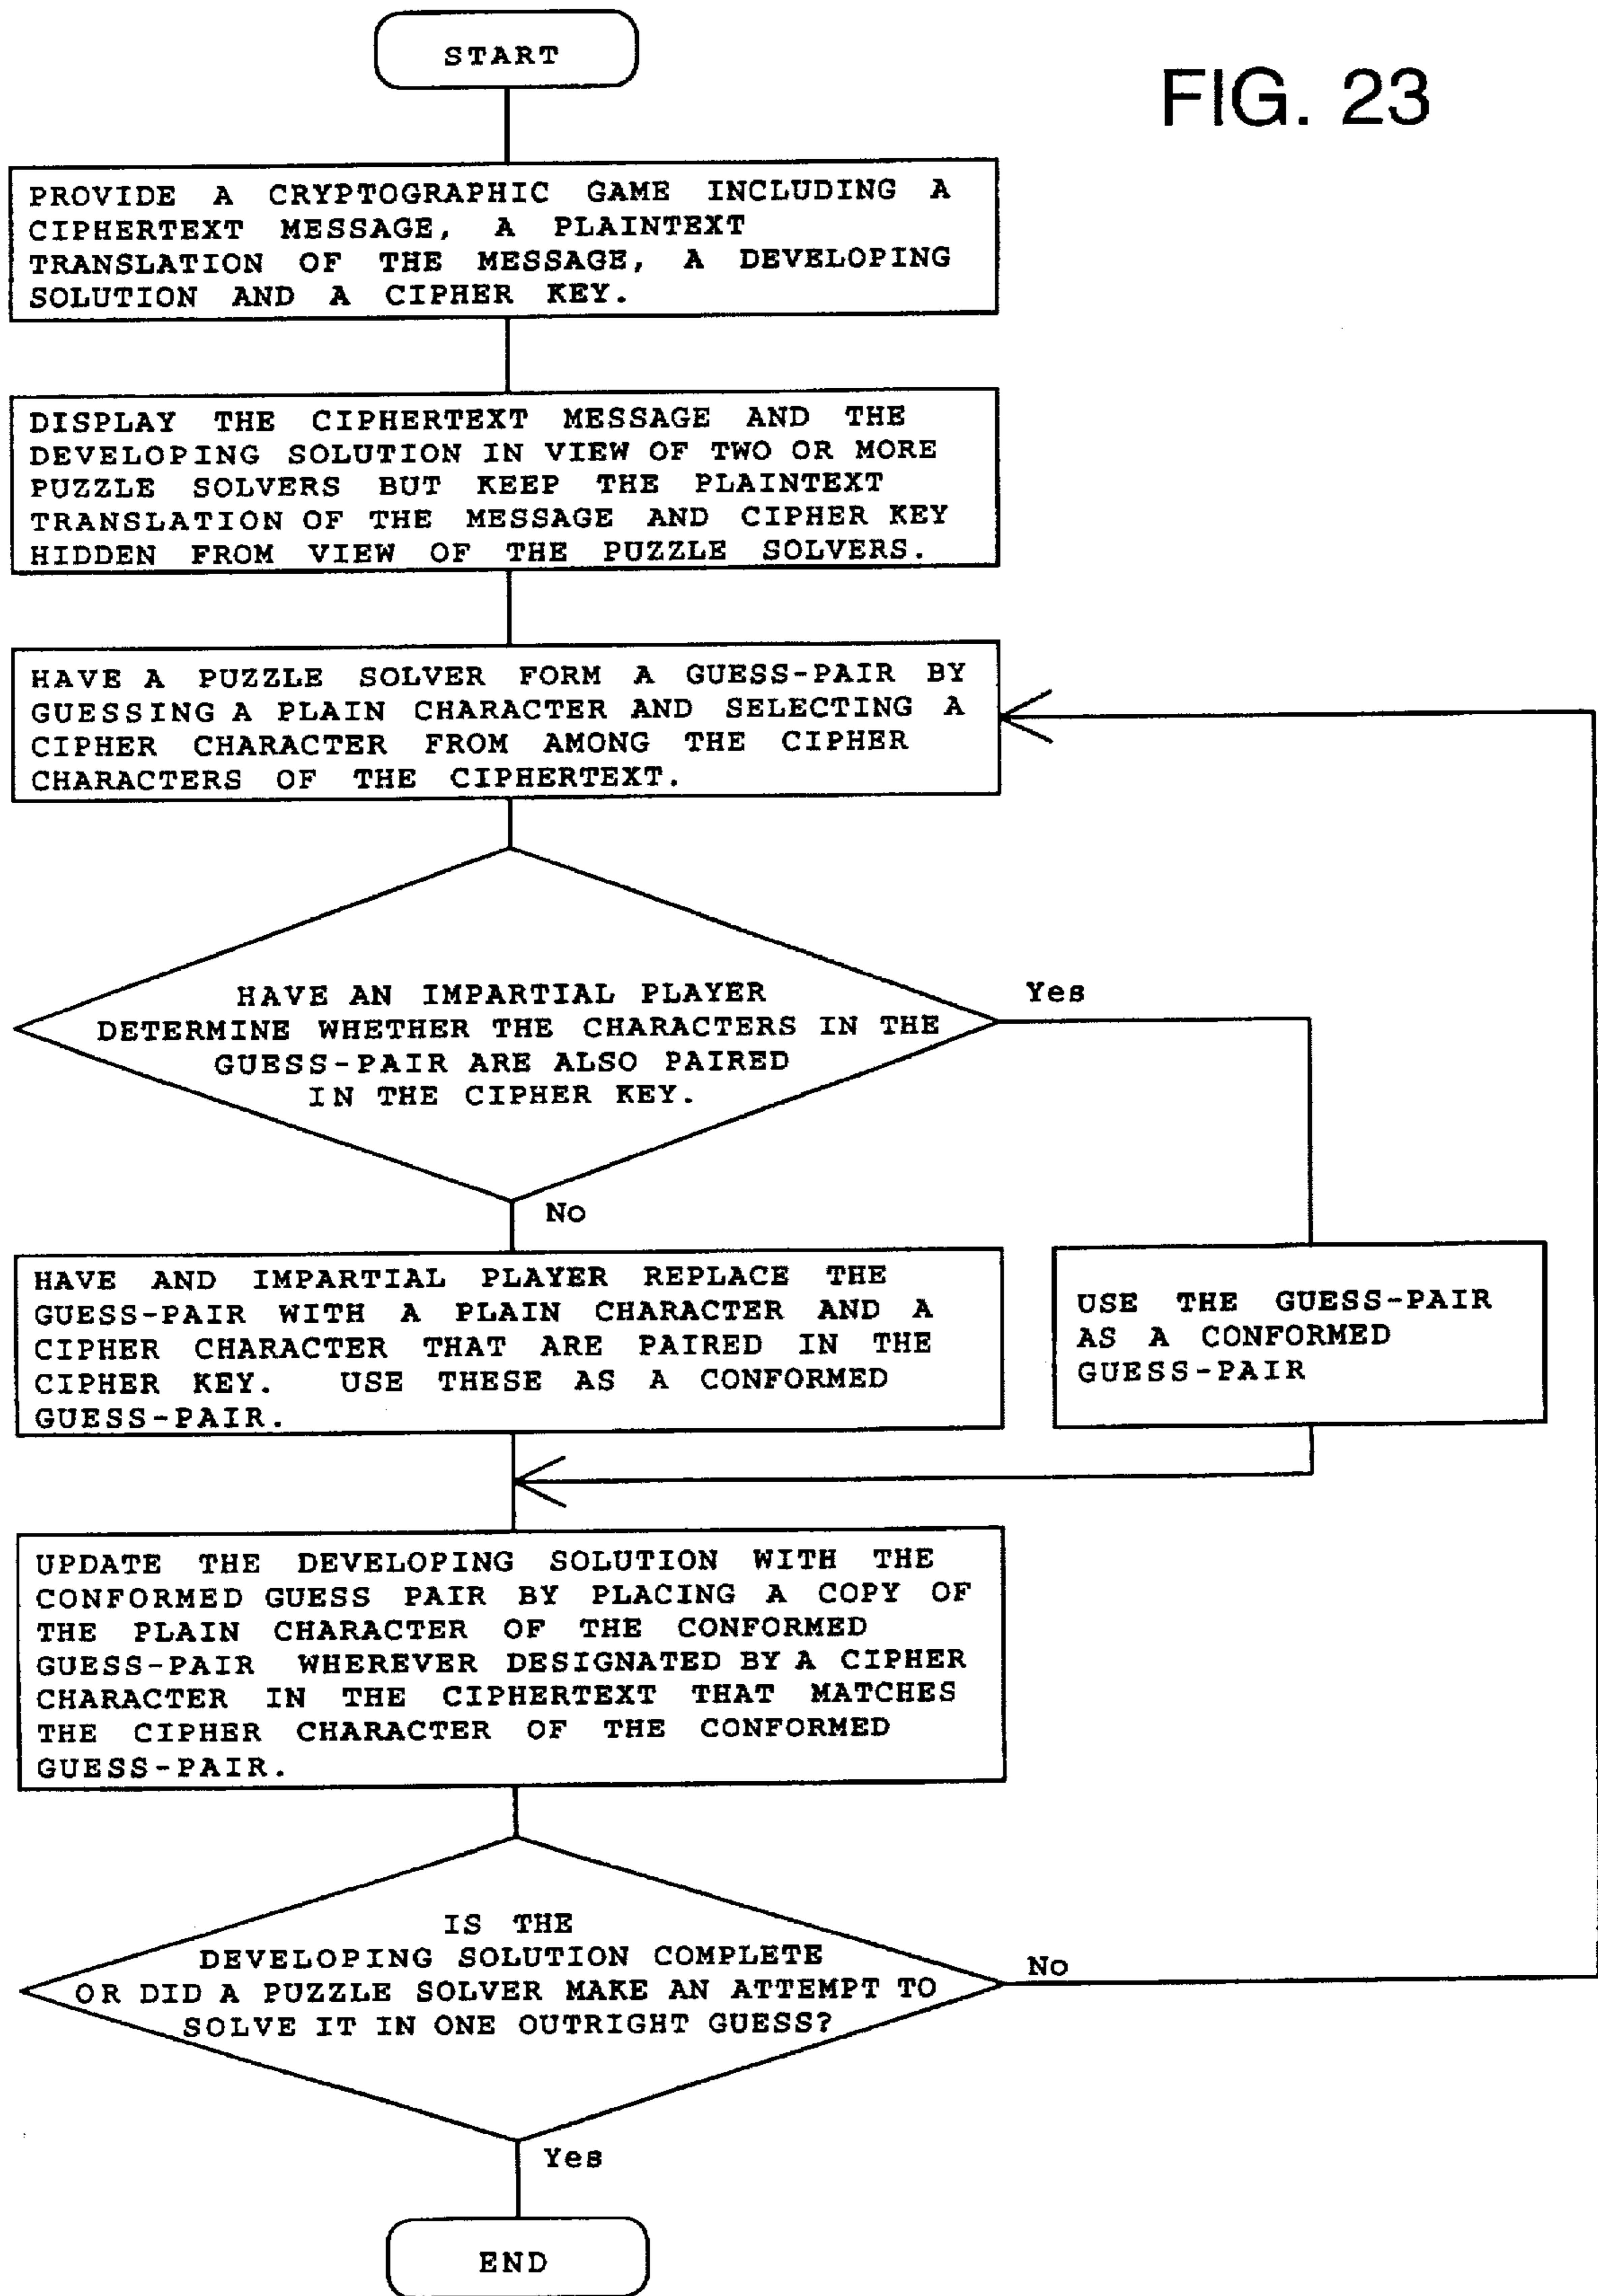 START
FIG. 23
PROVIDE A CRYPTOGRAPHIC GAME INCLUDING A
CIPHERTEXT MESSAGE, A PLAINTEXT
TRANSLATION OF THE MESSAGE, A DEVELOPING
SOLUTION AND A CIPHER KEY.
DISPLAY THE CIPHERTEXT MESSAGE AND THE
DEVELOPING SOLUTION IN VIEW OF TWO OR MORE
PUZZLE SOLVERS BUT KEEP THE PLAINTEXT
TRANSLATION OF THE MESSAGE AND CIPHER KEY
HIDDEN FROM VIEW OF THE PUZZLE SOLVERS.
HAVE A PUZZLE SOLVER FORM A GUESS-PAIR BY
GUESSING A PLAIN CHARACTER AND SELECTING A
CIPHER CHARACTER FROM AMONG THE CIPHER
CHARACTERS OF THE CIPHERTEXT.
HAVE AN IMPARTIAL PLAYER
DETERMINE WHETHER THE CHARACTERS IN THE
GUESS-PAIR ARE ALSO PAIRED
IN THE CIPHER KEY.
Yes
No
HAVE AND IMPARTIAL PLAYER REPLACE THE
GUESS-PAIR WITH A PLAIN CHARACTER AND A
CIPHER CHARACTER THAT ARE PAIRED IN THE
CIPHER KEY. USE THESE AS A CONFORMED
GUESS-PAIR.
USE THE GUESS-PAIR
AS A CONFORMED
GUESS-PAIR
UPDATE THE DEVELOPING SOLUTION WITH THE
CONFORMED GUESS PAIR BY PLACING A COPY OF
THE PLAIN CHARACTER OF THE CONFORMED
GUESS-PAIR WHEREVER DESIGNATED BY A CIPHER
CHARACTER IN THE CIPHERTEXT THAT MATCHES
THE CIPHER CHARACTER OF THE CONFORMED
GUESS-PAIR.
IS THE
DEVELOPING SOLUTION COMPLETE
OR DID A PUZZLE SOLVER MAKE AN ATTEMPT TO
SOLVE IT IN ONE OUTRIGHT GUESS?
No
Yes
END